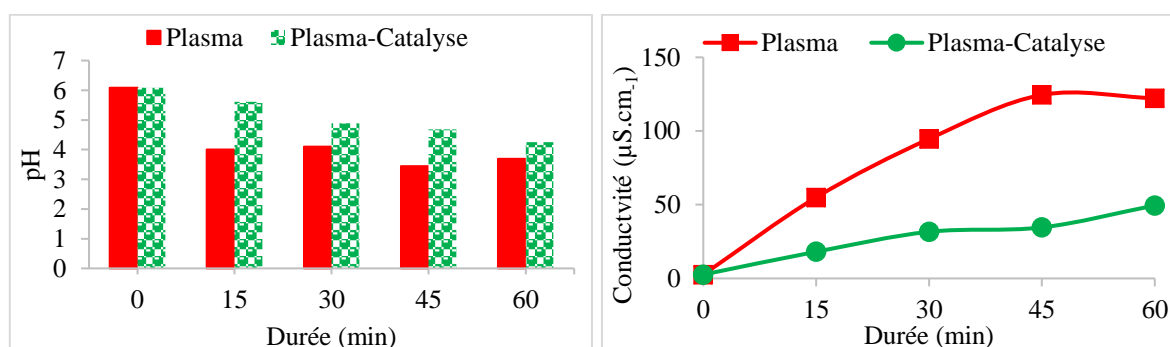 Plasma Plasma-Catalyse
7
6
5
4
3
2
1
0
pH
0 15 30 45 60
Durée (min)
Plasma Plasma-Catalyse
150
100
50
0
Conductvité (µS.cm-1)
0 15 30 45 60
Durée (min)